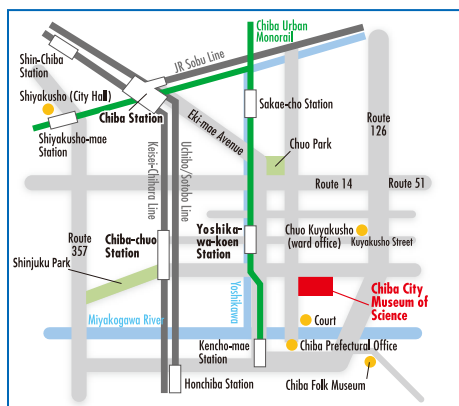 Chiba Urban
Monorail
JR Sobu Line
Shin-Chiba
Station
Shiyakusho (City Hall)
Chiba Station
Shiyakusho-mae
Station
Eki-mae Avenue
Sakae-cho Station
Chuo Park
Route
126
Keisei-Chihara Line
Uchibo/Sotobo Line
Route 14
Route 51
Route
357
Chiba-chuo
Station
Yoshika-
wa-koen
Station
Chuo Kuyakusho
(ward office)
Kuyakusho Street
Shinjuku Park
Yoshikawa
Chiba City
Museum of
Science
Miyakogawa River
Court
Kencho-mae
Station
Chiba Prefectural Office
Honchiba Station
Chiba Folk Museum